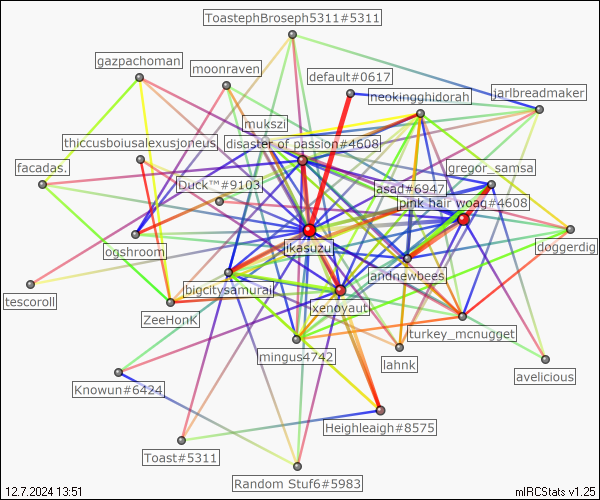 ToastephBroseph5311#5311
gazpachoman
moonraven
default#0617
neokingghidorah
jarlbreadmaker
mukszi
thiccusboiusalexusjoneus
disaster of passion#4608
facadas.
gregor_samsa
Duck™#9103
asad#6947
pink hair woag#4608
ogshroom
ikasuzu
doggerdig
tescoroll
bigcitysamurai
andnewbees
ZeeHonK
xenoyaut
turkey_mcnugget
mingus4742
lahnk
avelicious
Knowun#6424
Heighleaigh#8575
Toast#5311
Random Stuf6#5983
12.7.2024 13:51
mIRCStats v1.25